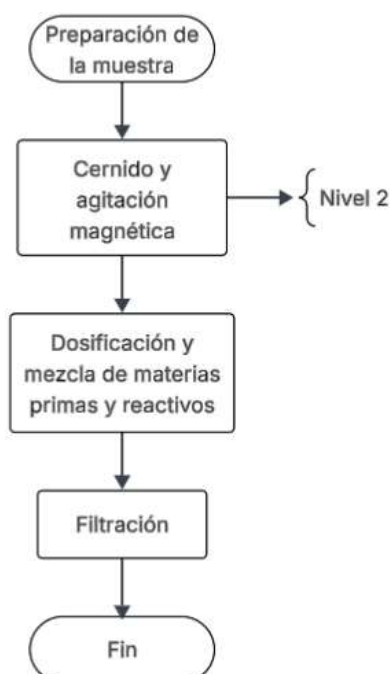 Preparación de
la muestra
Cernido y
agitación
magnética
Nivel 2
Dosificación y
mezcla de materias
primas y reactivos
Filtración
Fin